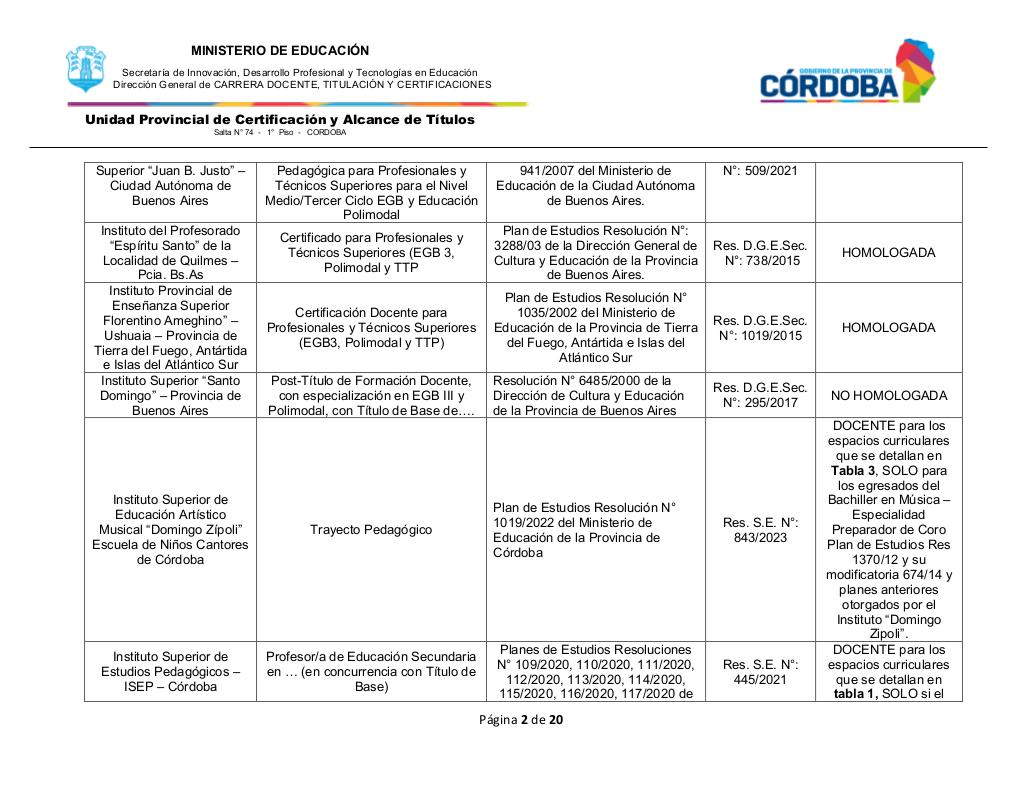 MINISTERIO DE EDUCACIÓN
Secretaría de Innovación, Desarrollo Profesional y Tecnologías en Educación
Dirección General de CARRERA DOCENTE, TITULACIÓN Y CERTIFICACIONES
GOBIERNO DE LA PROVINCIA DE
CÓRDOBA
Unidad Provincial de Certificación y Alcance de Títulos
Salta N° 74 - 1° Piso - CORDOBA
Superior “Juan B. Justo” –
Ciudad Autónoma de
Buenos Aires
Pedagógica para Profesionales y
Técnicos Superiores para el Nivel
Medio/Tercer Ciclo EGB y Educación
Polimodal
941/2007 del Ministerio de
Educación de la Ciudad Autónoma
de Buenos Aires.
N°: 509/2021
Instituto del Profesorado
“Espíritu Santo” de la
Localidad de Quilmes –
Pcia. Bs.As
Certificado para Profesionales y
Técnicos Superiores (EGB 3,
Polimodal y TTP
Plan de Estudios Resolución N°:
3288/03 de la Dirección General de
Cultura y Educación de la Provincia
de Buenos Aires.
Res. D.G.E.Sec.
N°: 738/2015
HOMOLOGADA
Instituto Provincial de
Enseñanza Superior
Florentino Ameghino” –
Ushuaia – Provincia de
Tierra del Fuego, Antártida
e Islas del Atlántico Sur
Certificación Docente para
Profesionales y Técnicos Superiores
(EGB3, Polimodal y TTP)
Plan de Estudios Resolución N°
1035/2002 del Ministerio de
Educación de la Provincia de Tierra
del Fuego, Antártida e Islas del
Atlántico Sur
Res. D.G.E.Sec.
N°: 1019/2015
HOMOLOGADA
Instituto Superior “Santo
Domingo” – Provincia de
Buenos Aires
Post-Título de Formación Docente,
con especialización en EGB III y
Polimodal, con Título de Base de….
Resolución N° 6485/2000 de la
Dirección de Cultura y Educación
de la Provincia de Buenos Aires
Res. D.G.E.Sec.
N°: 295/2017
NO HOMOLOGADA
Instituto Superior de
Educación Artístico
Musical “Domingo Zípoli”
Escuela de Niños Cantores
de Córdoba
Trayecto Pedagógico
Plan de Estudios Resolución N°
1019/2022 del Ministerio de
Educación de la Provincia de
Córdoba
Res. S.E. N°:
843/2023
DOCENTE para los
espacios curriculares
que se detallan en
Tabla 3, SOLO para
los egresados del
Bachiller en Música –
Especialidad
Preparador de Coro
Plan de Estudios Res
1370/12 y su
modificatoria 674/14 y
planes anteriores
otorgados por el
Instituto “Domingo
Zipoli”.
Instituto Superior de
Estudios Pedagógicos –
ISEP – Córdoba
Profesor/a de Educación Secundaria
en … (en concurrencia con Título de
Base)
Planes de Estudios Resoluciones
N° 109/2020, 110/2020, 111/2020,
112/2020, 113/2020, 114/2020,
115/2020, 116/2020, 117/2020 de
Res. S.E. N°:
445/2021
DOCENTE para los
espacios curriculares
que se detallan en
tabla 1, SOLO si el
Página 2 de 20